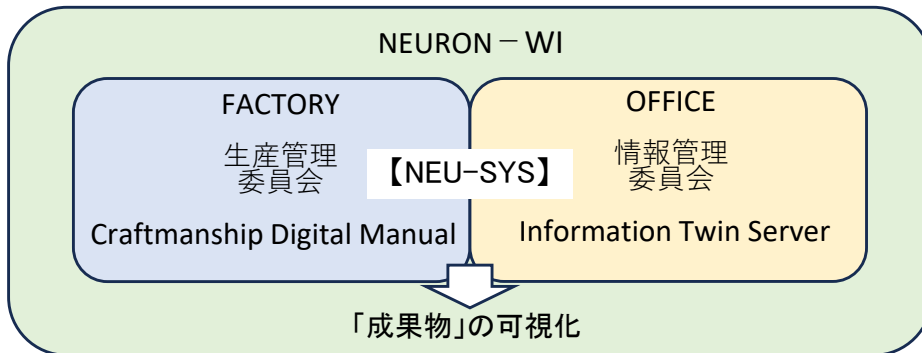 NEURON－WI
FACTORY
生産管理
委員会
Craftmanship Digital Manual
【NEU-SYS】
OFFICE
情報管理
委員会
Information Twin Server
「成果物」の可視化